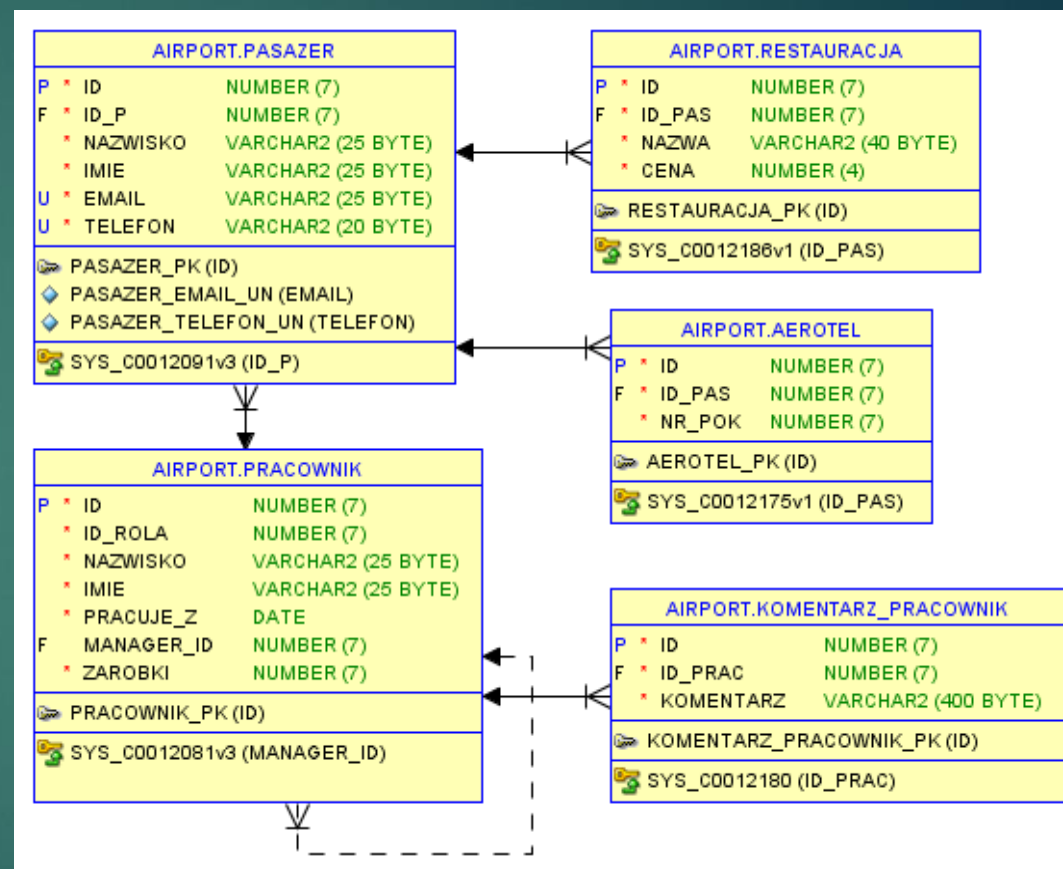 AIRPORT.PASAZER
P * ID NUMBER (7)
F * ID_P NUMBER (7)
* NAZWISKO VARCHAR2 (25 BYTE)
* IMIE VARCHAR2 (25 BYTE)
U * EMAIL VARCHAR2 (25 BYTE)
U * TELEFON VARCHAR2 (20 BYTE)
PASAZER_PK (ID)
PASAZER_EMAIL_UN (EMAIL)
PASAZER_TELEFON_UN (TELEFON)
SYS_C0012091v3 (ID_P)
AIRPORT.RESTAURACJA
P * ID NUMBER (7)
F * ID_PAS NUMBER (7)
* NAZWA VARCHAR2 (40 BYTE)
* CENA NUMBER (4)
RESTAURACJA_PK (ID)
SYS_C0012186v1 (ID_PAS)
AIRPORT.AEROTEL
P * ID NUMBER (7)
F * ID_PAS NUMBER (7)
* NR_POK NUMBER (7)
AEROTEL_PK (ID)
SYS_C0012175v1 (ID_PAS)
AIRPORT.PRACOWNIK
P * ID NUMBER (7)
* ID_ROLA NUMBER (7)
* NAZWISKO VARCHAR2 (25 BYTE)
* IMIE VARCHAR2 (25 BYTE)
* PRACUJE_Z DATE
F MANAGER_ID NUMBER (7)
* ZAROBKI NUMBER (7)
PRACOWNIK_PK (ID)
SYS_C0012081v3 (MANAGER_ID)
AIRPORT.KOMENTARZ_PRACOWNIK
P * ID NUMBER (7)
F * ID_PRAC NUMBER (7)
* KOMENTARZ VARCHAR2 (400 BYTE)
KOMENTARZ_PRACOWNIK_PK (ID)
SYS_C0012180 (ID_PRAC)